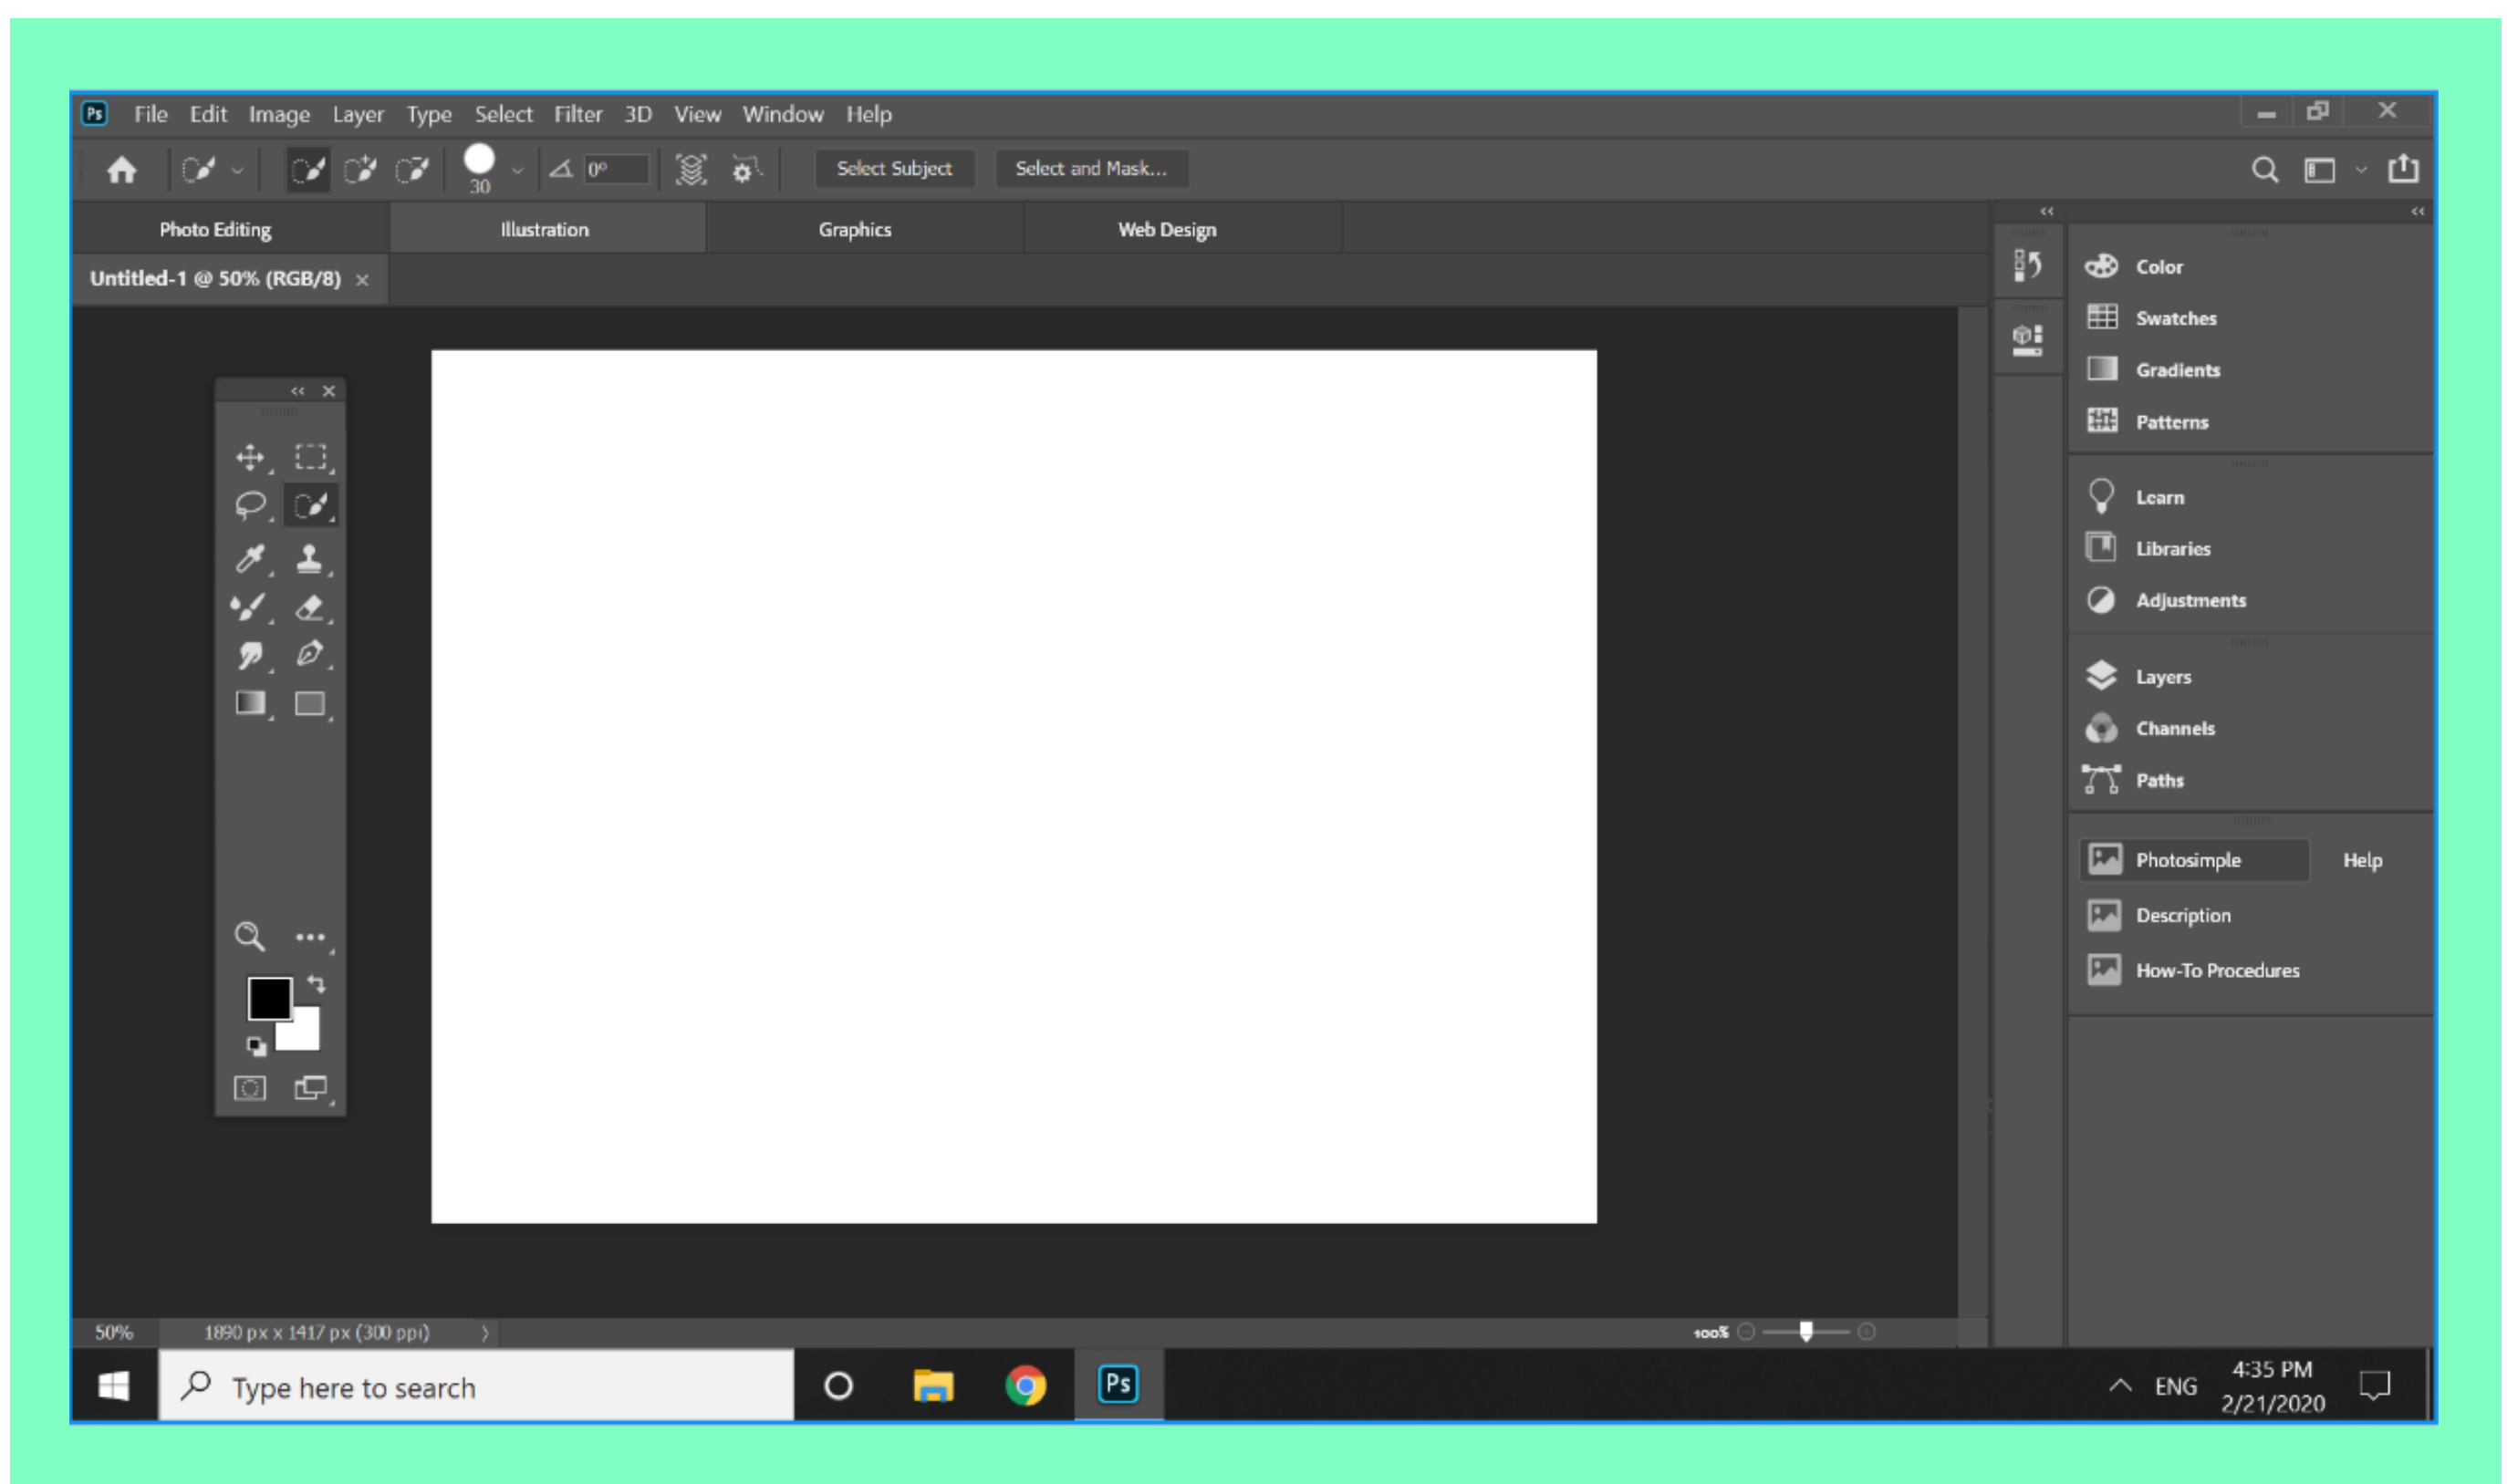 Ps File Edit Image Layer Type Select Filter 3D View Window Help
30 0° Select Subject Select and Mask...
Photo Editing Illustration Graphics Web Design
Untitled-1 @ 50% (RGB/8)
Color
Swatches
Gradients
Patterns
Learn
Libraries
Adjustments
Layers
Channels
Paths
Photosimple Help
Description
How-To Procedures
50% 1890 px x 1417 px (300 ppi) 100%
Type here to search Ps ENG 4:35 PM
2/21/2020